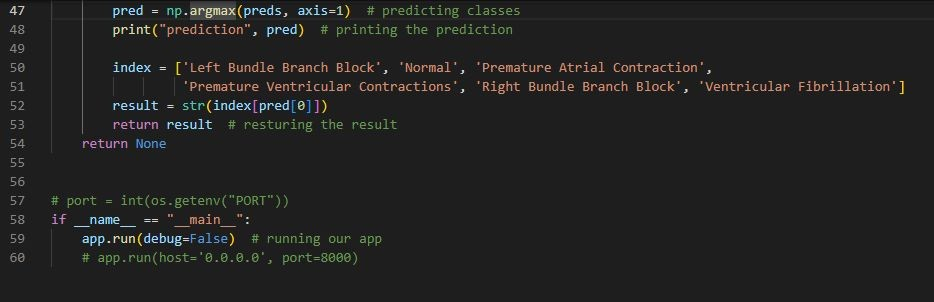 47 pred = np.argmax(preds, axis=1)  # predicting classes
48 print("prediction", pred)  # printing the prediction
49
50 index = ['Left Bundle Branch Block', 'Normal', 'Premature Atrial Contraction',
51 'Premature Ventricular Contractions', 'Right Bundle Branch Block', 'Ventricular Fibrillation']
52 result = str(index[pred[0]])
53 return result  # resturing the result
54 return None
55
56
57 # port = int(os.getenv("PORT"))
58 if __name__ == "__main__":
59 app.run(debug=False)  # running our app
60 # app.run(host='0.0.0.0', port=8000)